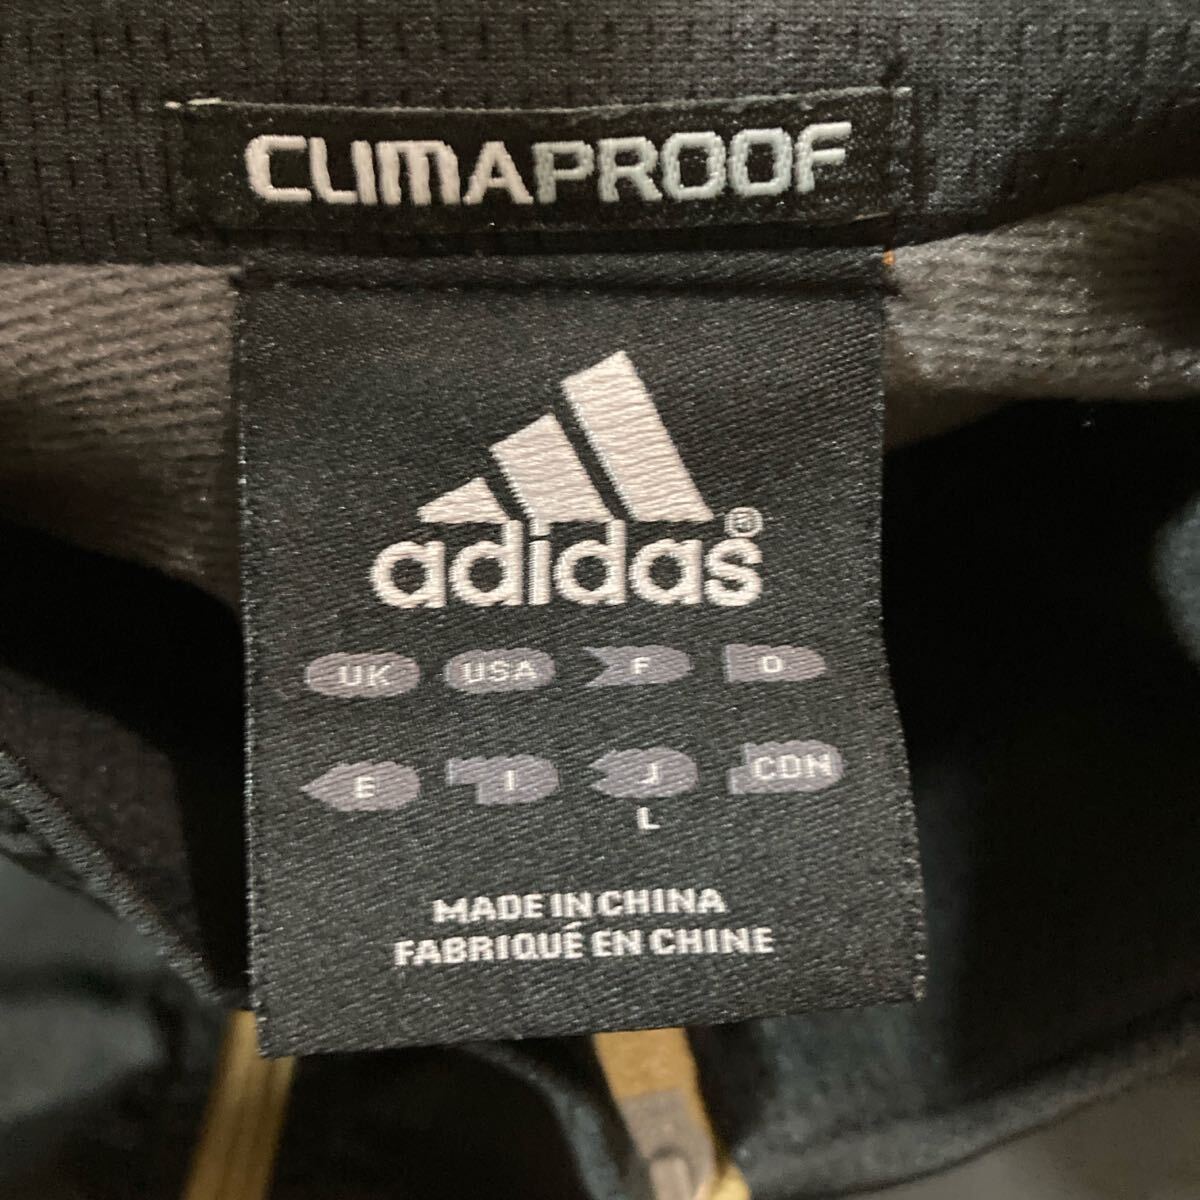 CLIMAPROOF
adidas®
UK USA F D
E I J CDN
L
MADE IN CHINA
FABRIQUÉ EN CHINE